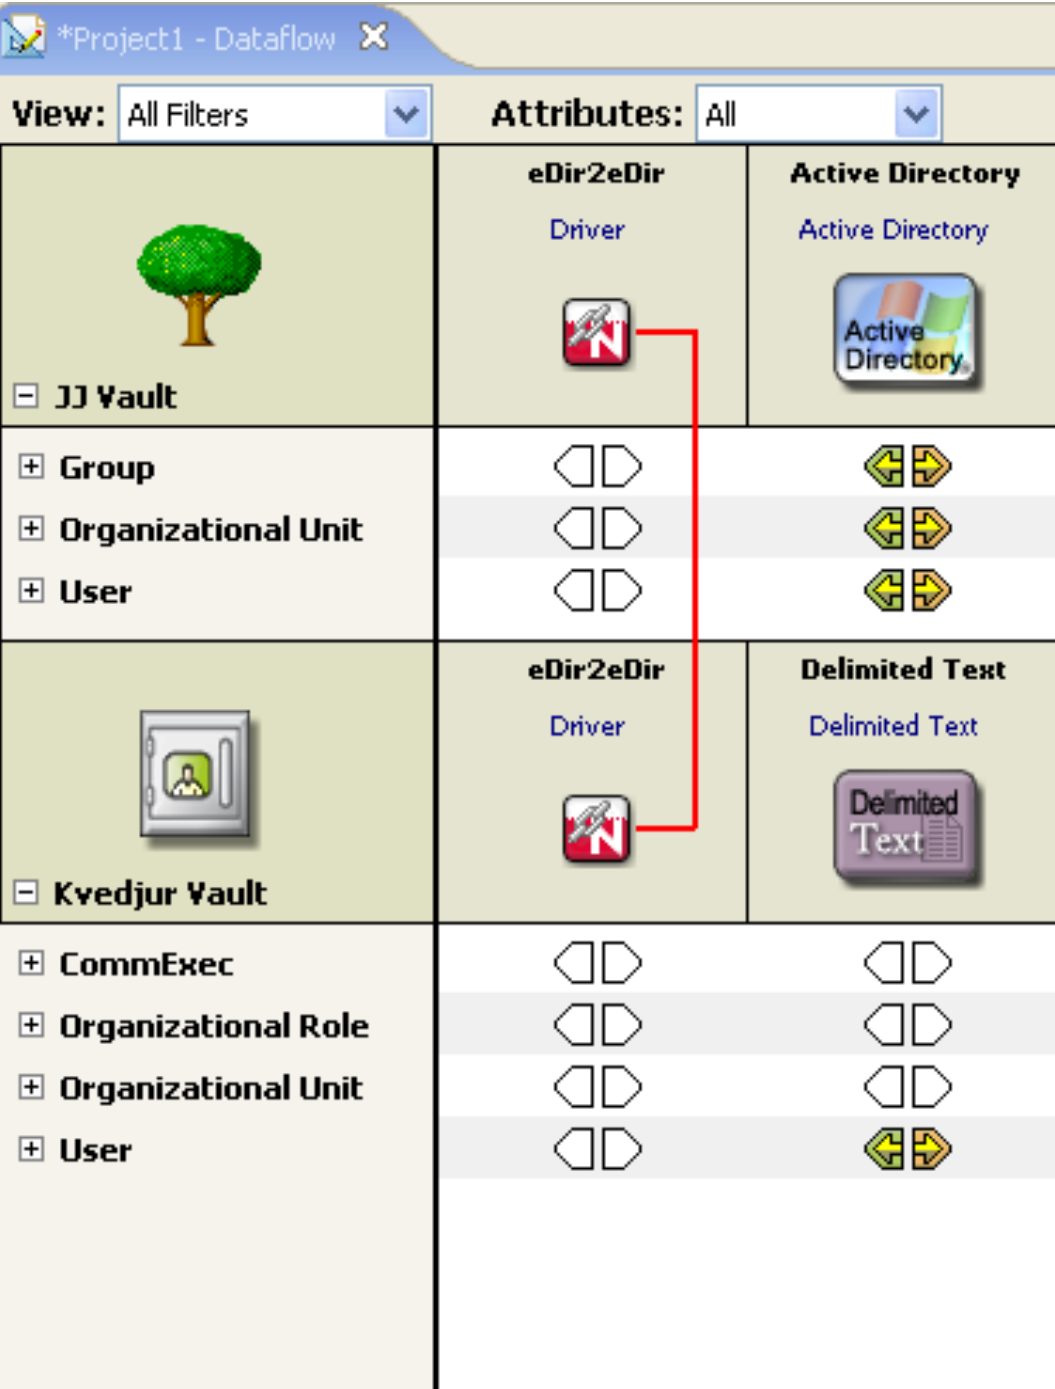 *Project1 - Dataflow
View: All Filters Attributes: All
eDir2eDir Active Directory
Driver Active Directory
N Active Directory
JJ Vault
Group
Organizational Unit
User
eDir2eDir Delimited Text
Driver Delimited Text
N Delimited Text
Kvedjur Vault
CommExec
Organizational Role
Organizational Unit
User